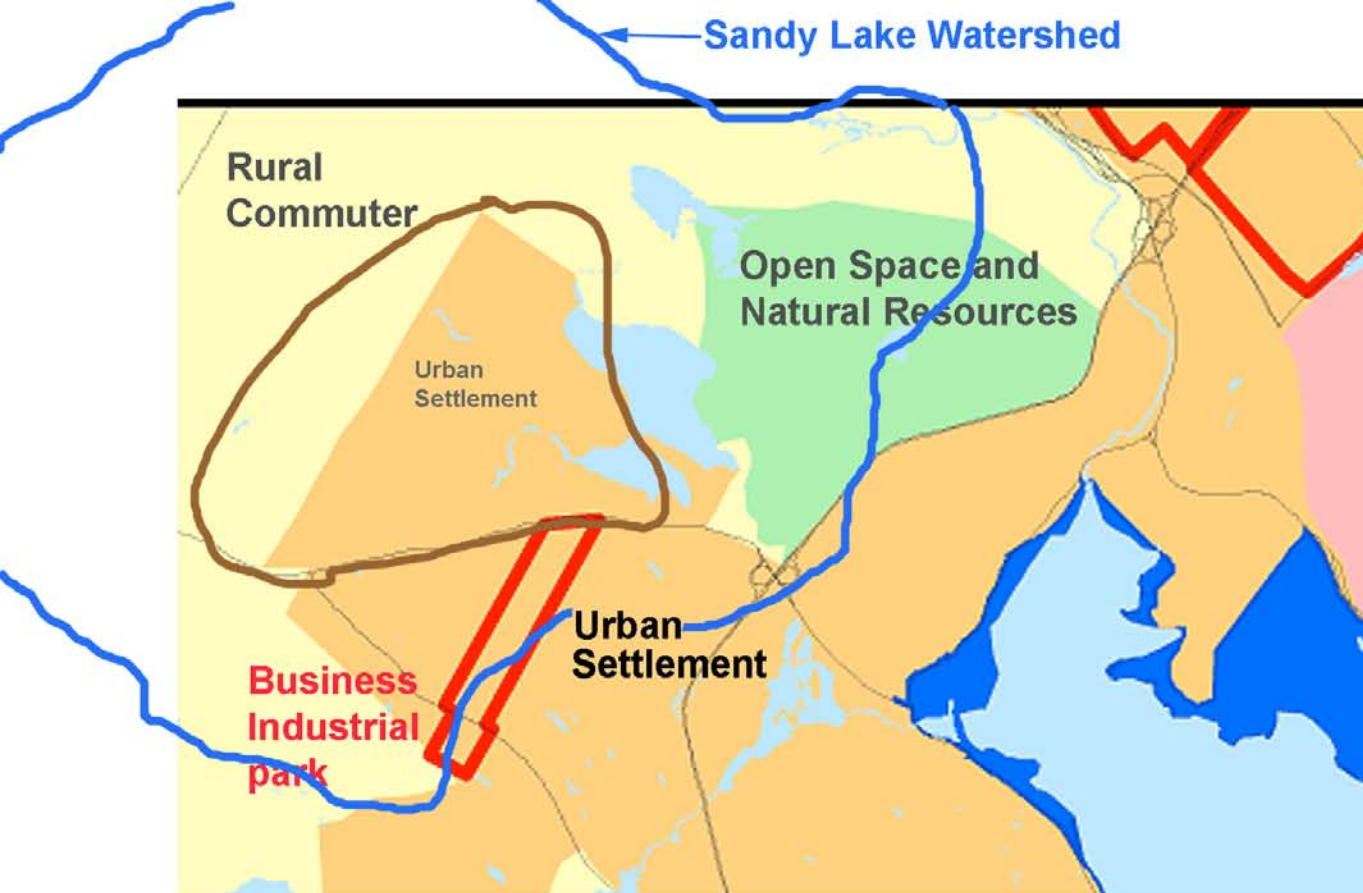 Sandy Lake Watershed
Rural
Commuter
Open Space and
Natural Resources
Urban
Settlement
Urban
Settlement
Business
Industrial
park